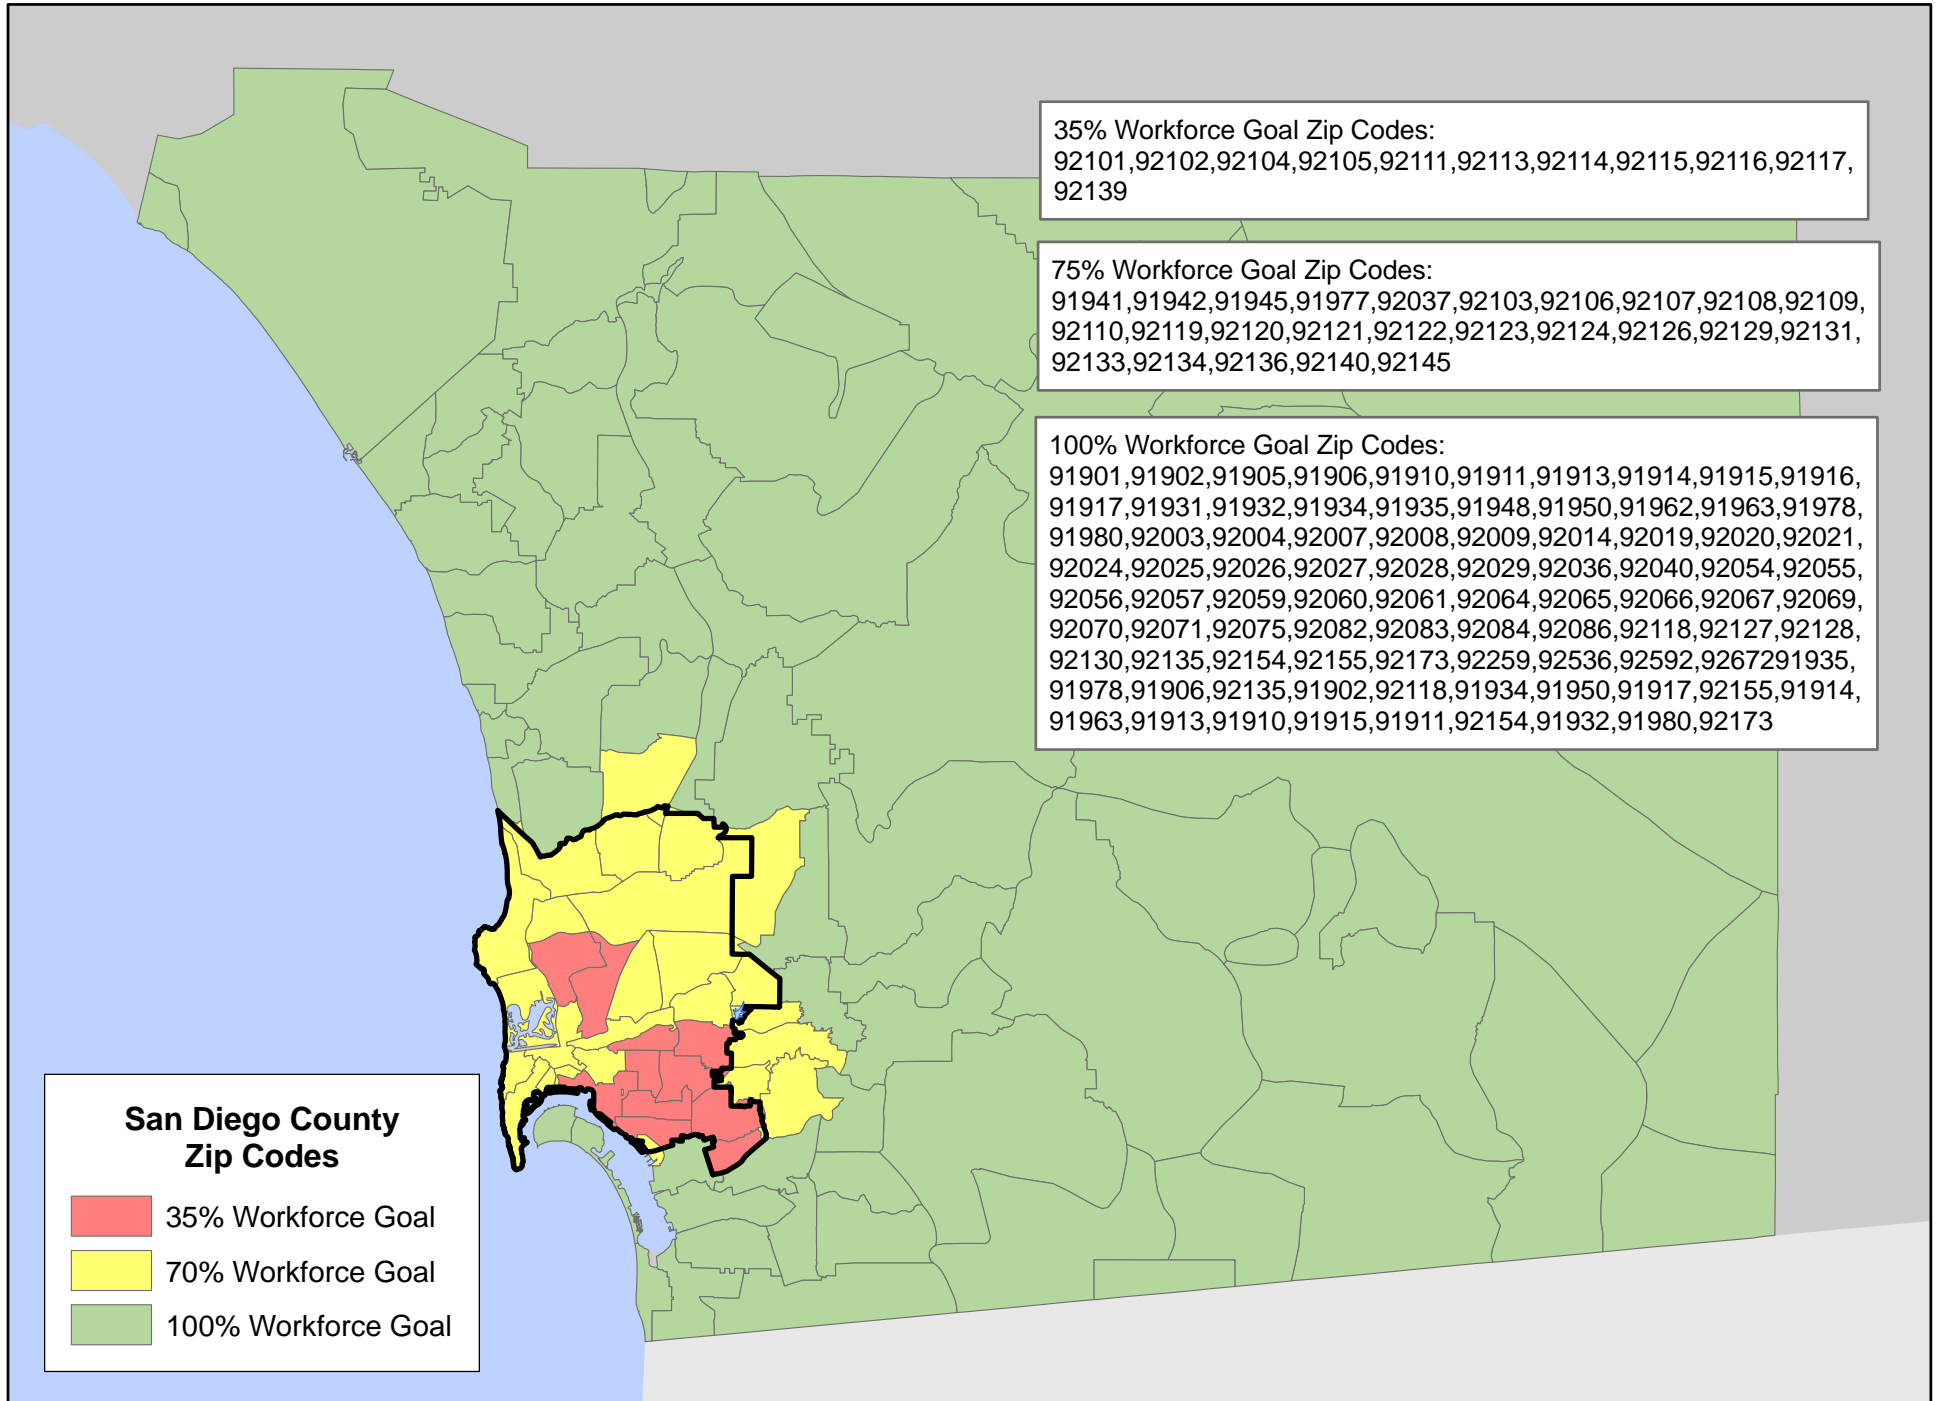 35% Workforce Goal Zip Codes:
92101,92102,92104,92105,92111,92113,92114,92115,92116,92117,
92139
75% Workforce Goal Zip Codes:
91941,91942,91945,91977,92037,92103,92106,92107,92108,92109,
92110,92119,92120,92121,92122,92123,92124,92126,92129,92131,
92133,92134,92136,92140,92145
100% Workforce Goal Zip Codes:
91901,91902,91905,91906,91910,91911,91913,91914,91915,91916,
91917,91931,91932,91934,91935,91948,91950,91962,91963,91978,
91980,92003,92004,92007,92008,92009,92014,92019,92020,92021,
92024,92025,92026,92027,92028,92029,92036,92040,92054,92055,
92056,92057,92059,92060,92061,92064,92065,92066,92067,92069,
92070,92071,92075,92082,92083,92084,92086,92118,92127,92128,
92130,92135,92154,92155,92173,92259,92536,92592,9267291935,
91978,91906,92135,91902,92118,91934,91950,91917,92155,91914,
91963,91913,91910,91915,91911,92154,91932,91980,92173
San Diego County
Zip Codes
35% Workforce Goal
70% Workforce Goal
100% Workforce Goal